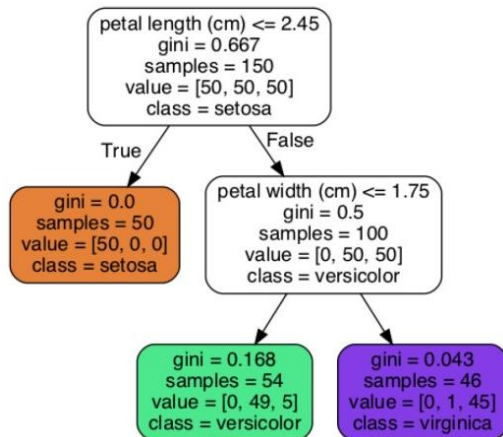 petal length (cm) <= 2.45
gini = 0.667
samples = 150
value = [50, 50, 50]
class = setosa
True
False
gini = 0.0
samples = 50
value = [50, 0, 0]
class = setosa
petal width (cm) <= 1.75
gini = 0.5
samples = 100
value = [0, 50, 50]
class = versicolor
gini = 0.168
samples = 54
value = [0, 49, 5]
class = versicolor
gini = 0.043
samples = 46
value = [0, 1, 45]
class = virginica